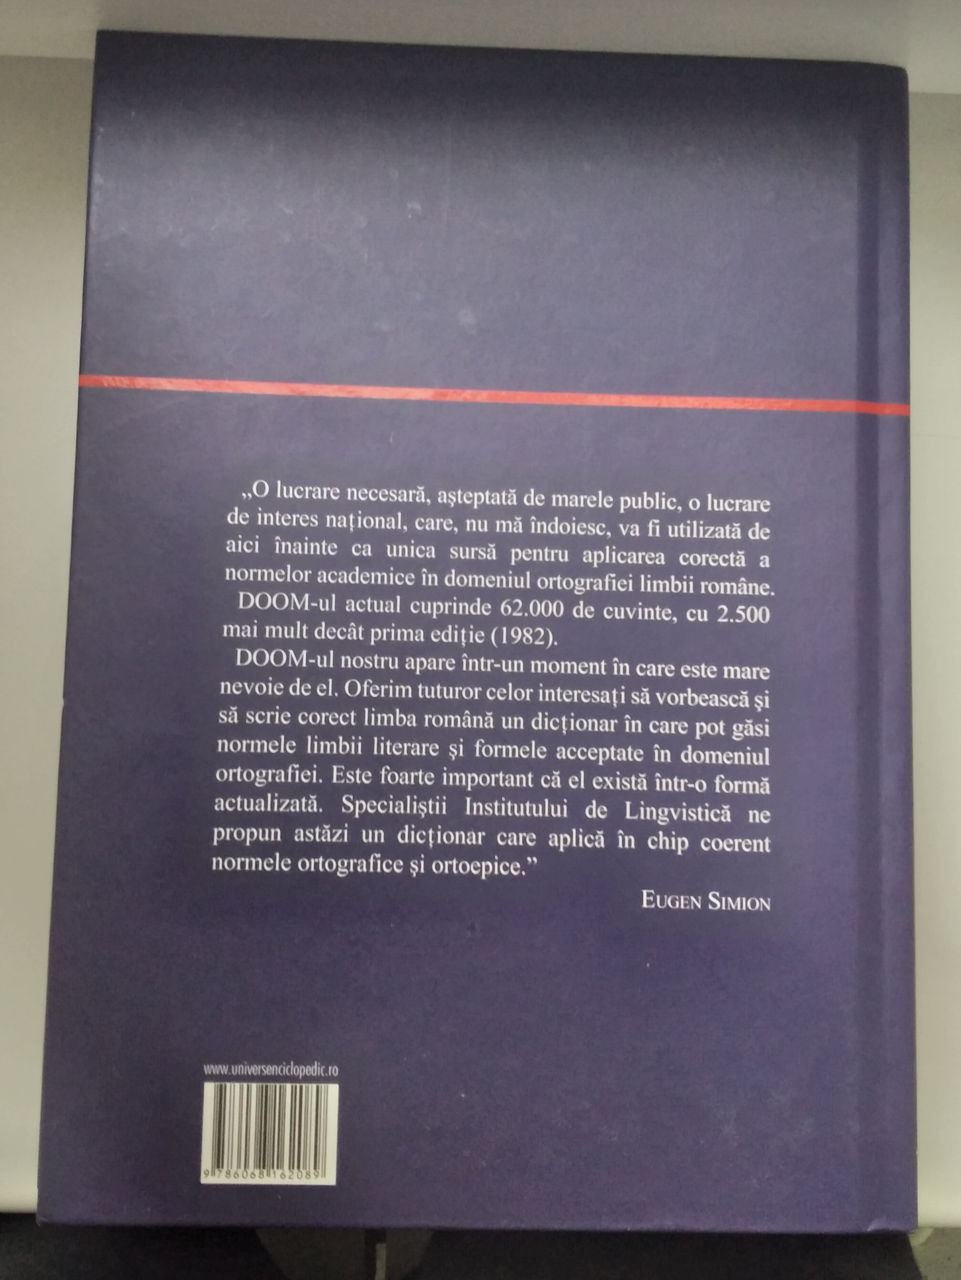 „O lucrare necesară, așteptată de marele public, o lucrare
de interes național, care, nu mă îndoiesc, va fi utilizată de
aici înainte ca unica sursă pentru aplicarea corectă a
normelor academice în domeniul ortografiei limbii române.
DOOM-ul actual cuprinde 62.000 de cuvinte, cu 2.500
mai mult decât prima ediție (1982).
DOOM-ul nostru apare într-un moment în care este mare
nevoie de el. Oferim tuturor celor interesați să vorbească și
să scrie corect limba română un dicționar în care pot găsi
normele limbii literare și formele acceptate în domeniul
ortografiei. Este foarte important că el există într-o formă
actualizată. Specialiștii Institutului de Lingvistică ne
propun astăzi un dicționar care aplică în chip coerent
normele ortografice și ortoepice.”
EUGEN SIMION
www.universenciclopedic.ro
9 786068 162089